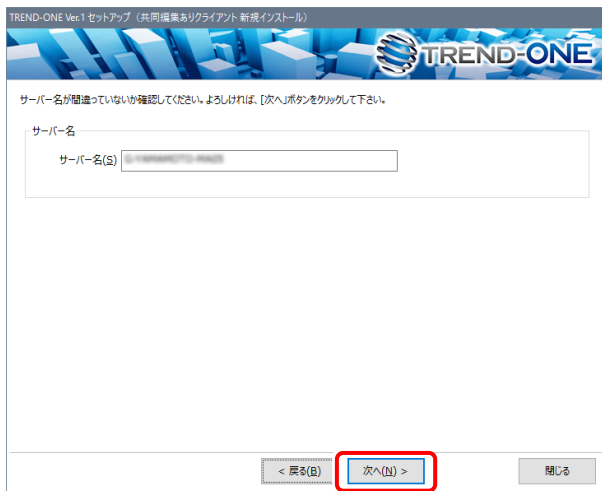 TREND-ONE Ver.1 セットアップ（共同編集ありクライアント 新規インストール）
TREND-ONE
サーバー名が間違っていないか確認してください。よろしければ、[次へ]ボタンをクリックして下さい。
サーバー名
サーバー名(S)
< 戻る(B)
次へ(N) >
閉じる